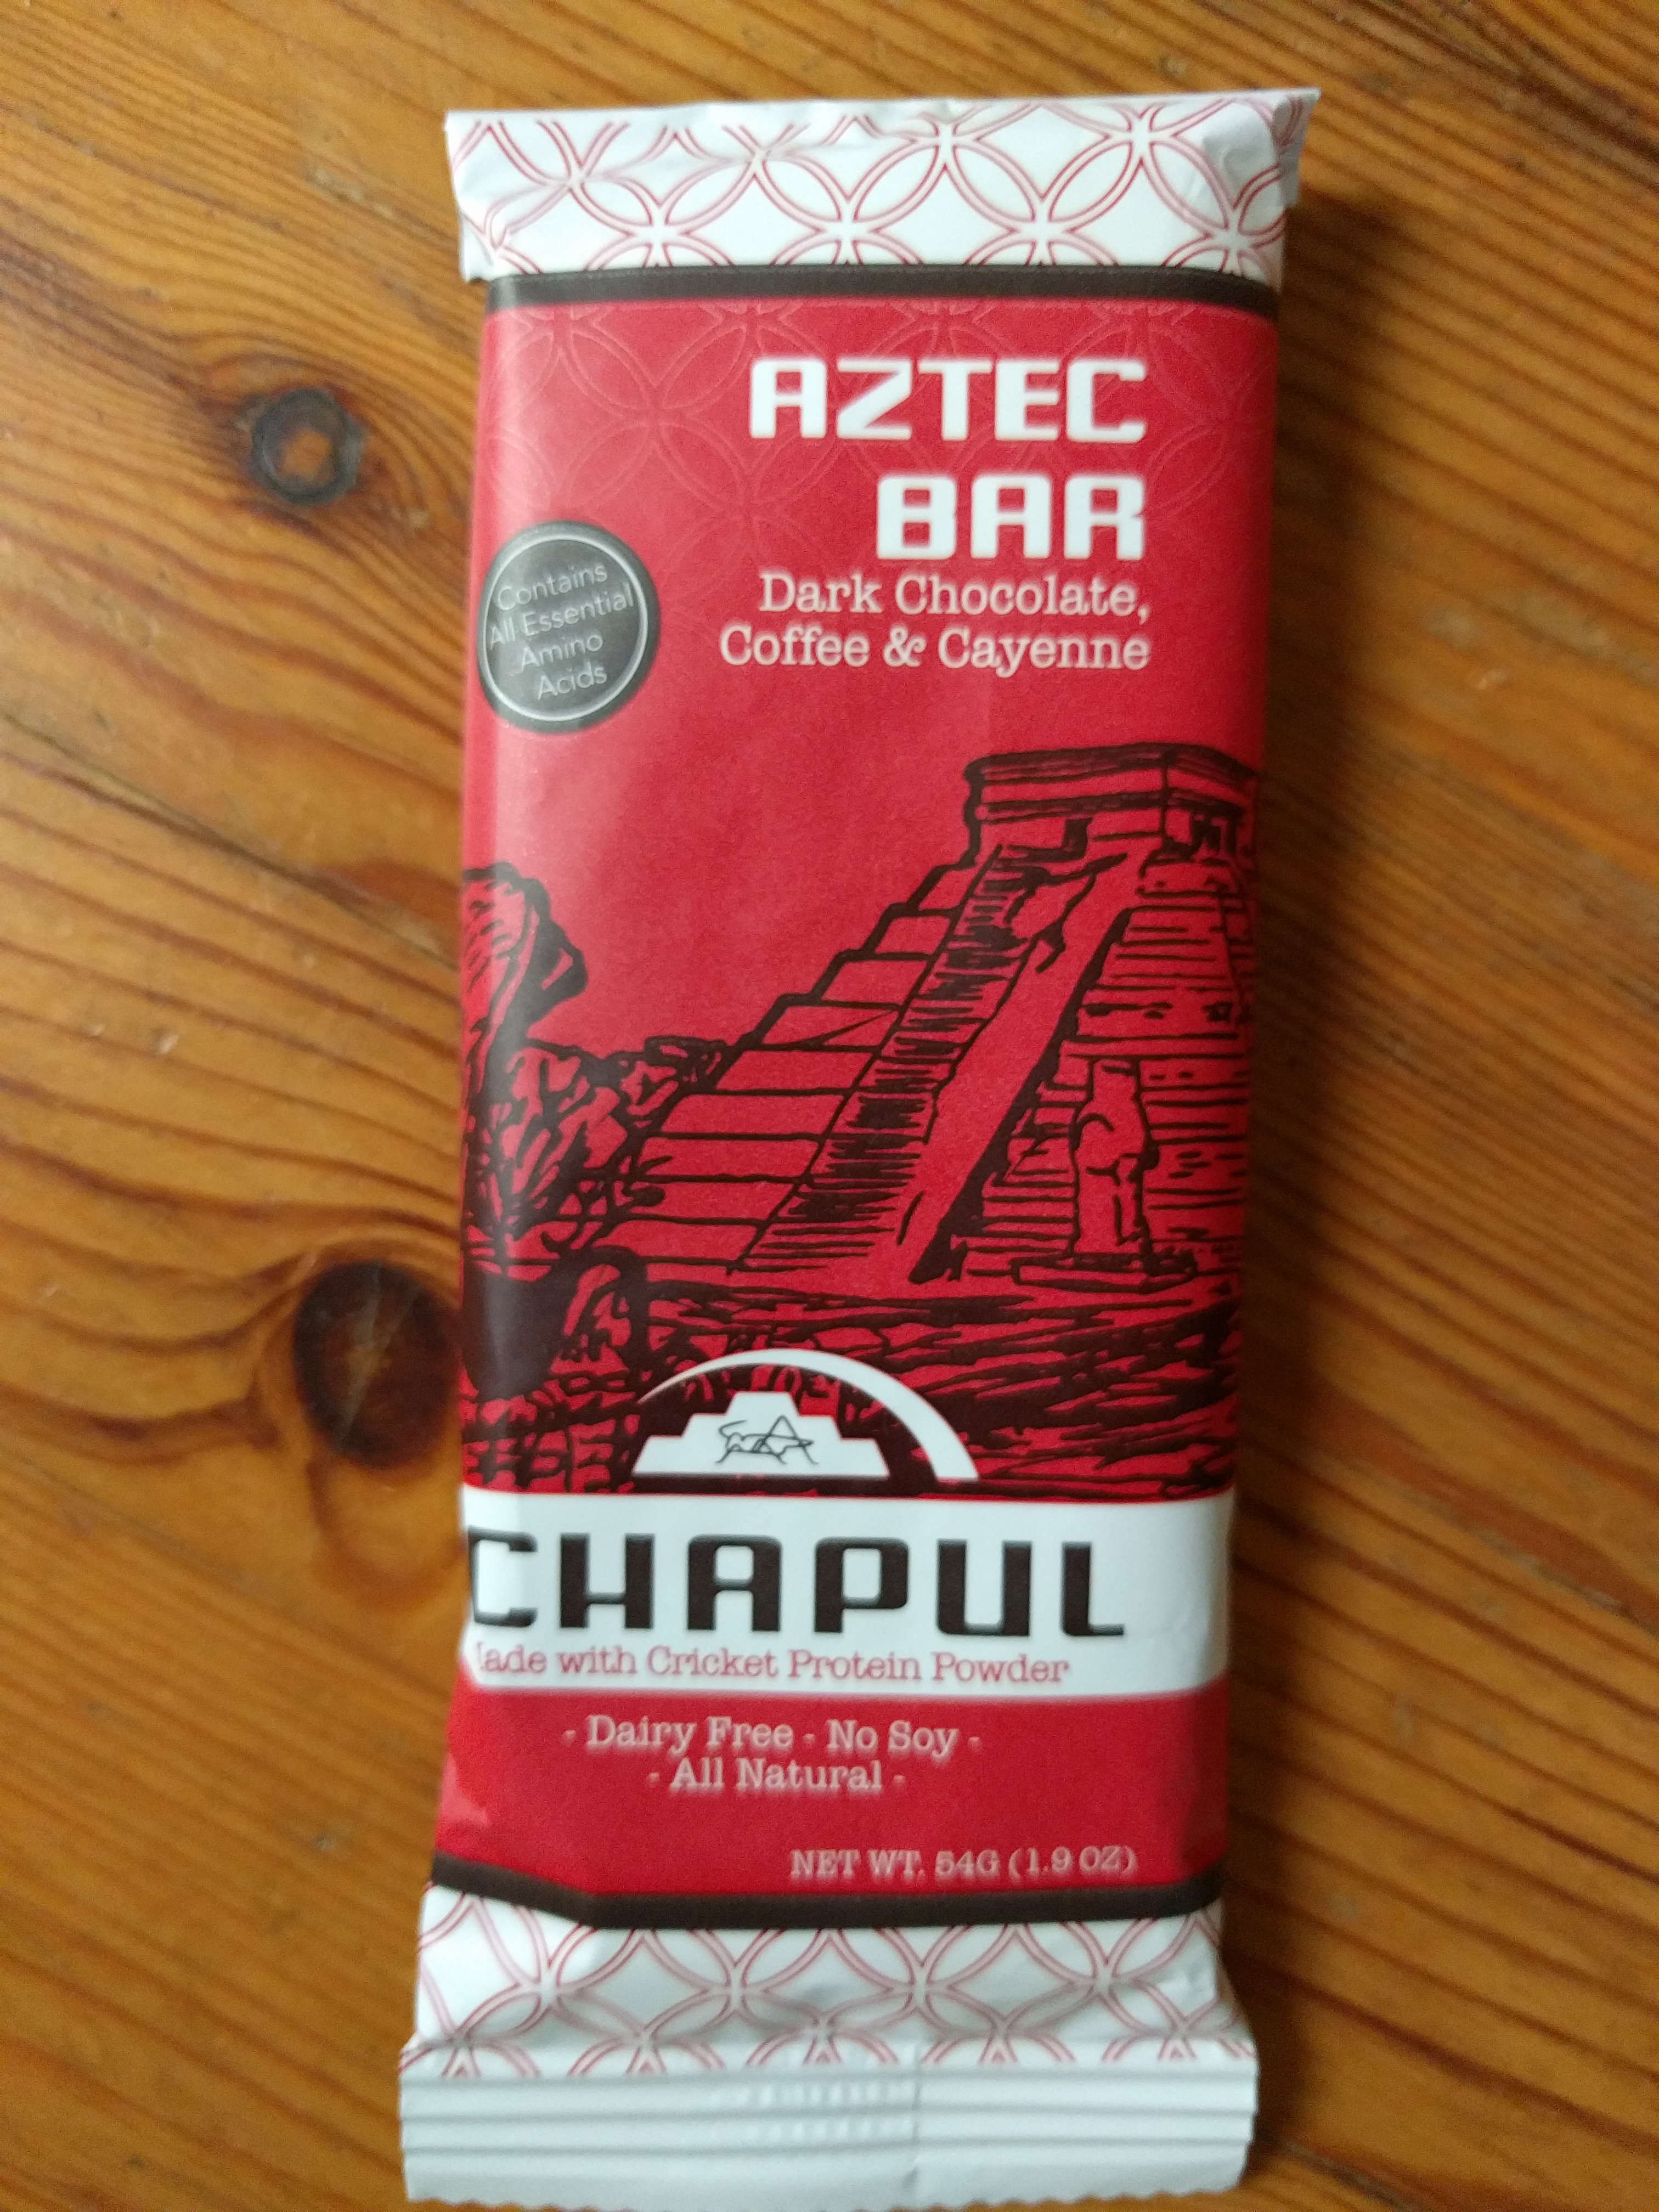 AZTEC
BAR
Dark Chocolate,
Coffee & Cayenne
Contains
All Essential
Amino
Acids
CHAPUL
Made with Cricket Protein Powder
- Dairy Free - No Soy -
- All Natural -
NET WT. 54G (1.9 OZ)